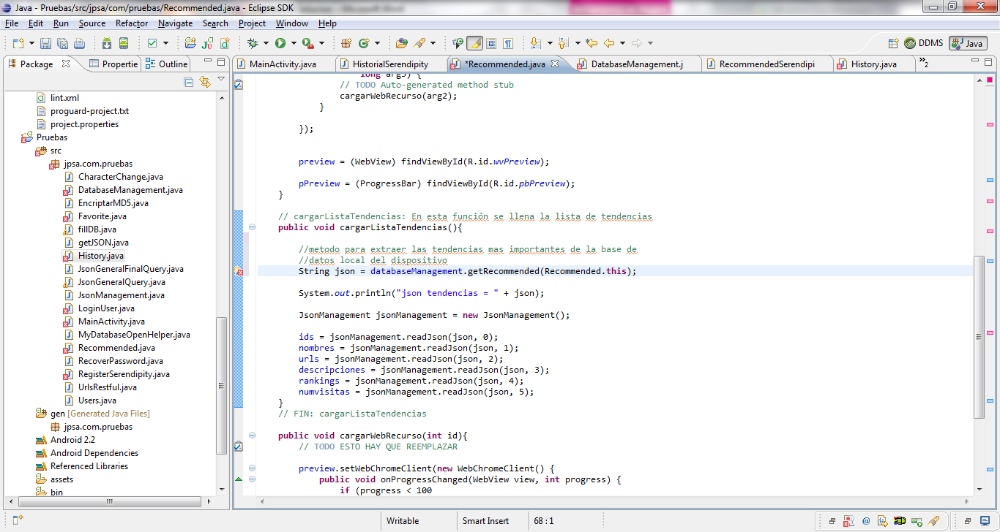 Java - Pruebas/src/jpsa/com/pruebas/Recommended.java - Eclipse SDK
File Edit Run Source Refactor Navigate Search Project Window Help
DDMS Java
Package Propertie Outline
MainActivity.java HistorialSerendipity *Recommended.java DatabaseManagement.j RecommendedSerendipi History.java »2
lint.xml
proguard-project.txt
project.properties
Pruebas
src
jpsa.com.pruebas
CharacterChange.java
DatabaseManagement.java
EncriptarMD5.java
Favorite.java
fillDB.java
getJSON.java
History.java
JsonGeneralFinalQuery.java
JsonGeneralQuery.java
JsonManagement.java
LoginUser.java
MainActivity.java
MyDatabaseOpenHelper.java
Recommended.java
RecoverPassword.java
RegisterSerendipity.java
UrlsRestful.java
Users.java
gen [Generated Java Files]
jpsa.com.pruebas
Android 2.2
Android Dependencies
Referenced Libraries
assets
bin
long arg3) {
// TODO Auto-generated method stub
cargarWebRecurso(arg2);
}
});
preview = (WebView) findViewById(R.id.wvPreview);
pPreview = (ProgressBar) findViewById(R.id.pbPreview);
}
// cargarListaTendencias: En esta función se llena la lista de tendencias
public void cargarListaTendencias(){
//metodo para extraer las tendencias mas importantes de la base de
//datos local del dispositivo
String json = databaseManagement.getRecommended(Recommended.this);
System.out.println("json tendencias = " + json);
JsonManagement jsonManagement = new JsonManagement();
ids = jsonManagement.readJson(json, 0);
nombres = jsonManagement.readJson(json, 1);
urls = jsonManagement.readJson(json, 2);
descripciones = jsonManagement.readJson(json, 3);
rankings = jsonManagement.readJson(json, 4);
numvisitas = jsonManagement.readJson(json, 5);
}
// FIN: cargarListaTendencias
public void cargarWebRecurso(int id){
// TODO ESTO HAY QUE REEMPLAZAR
preview.setWebChromeClient(new WebChromeClient() {
public void onProgressChanged(WebView view, int progress) {
if (progress < 100
Writable Smart Insert 68 : 1